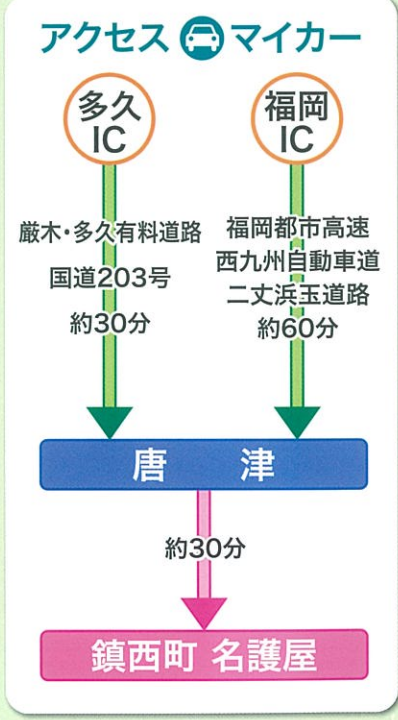 アクセス マイカー
多久
IC
福岡
IC
厳木・多久有料道路
国道203号
約30分
福岡都市高速
西九州自動車道
二丈浜玉道路
約60分
唐 津
約30分
鎮西町 名護屋